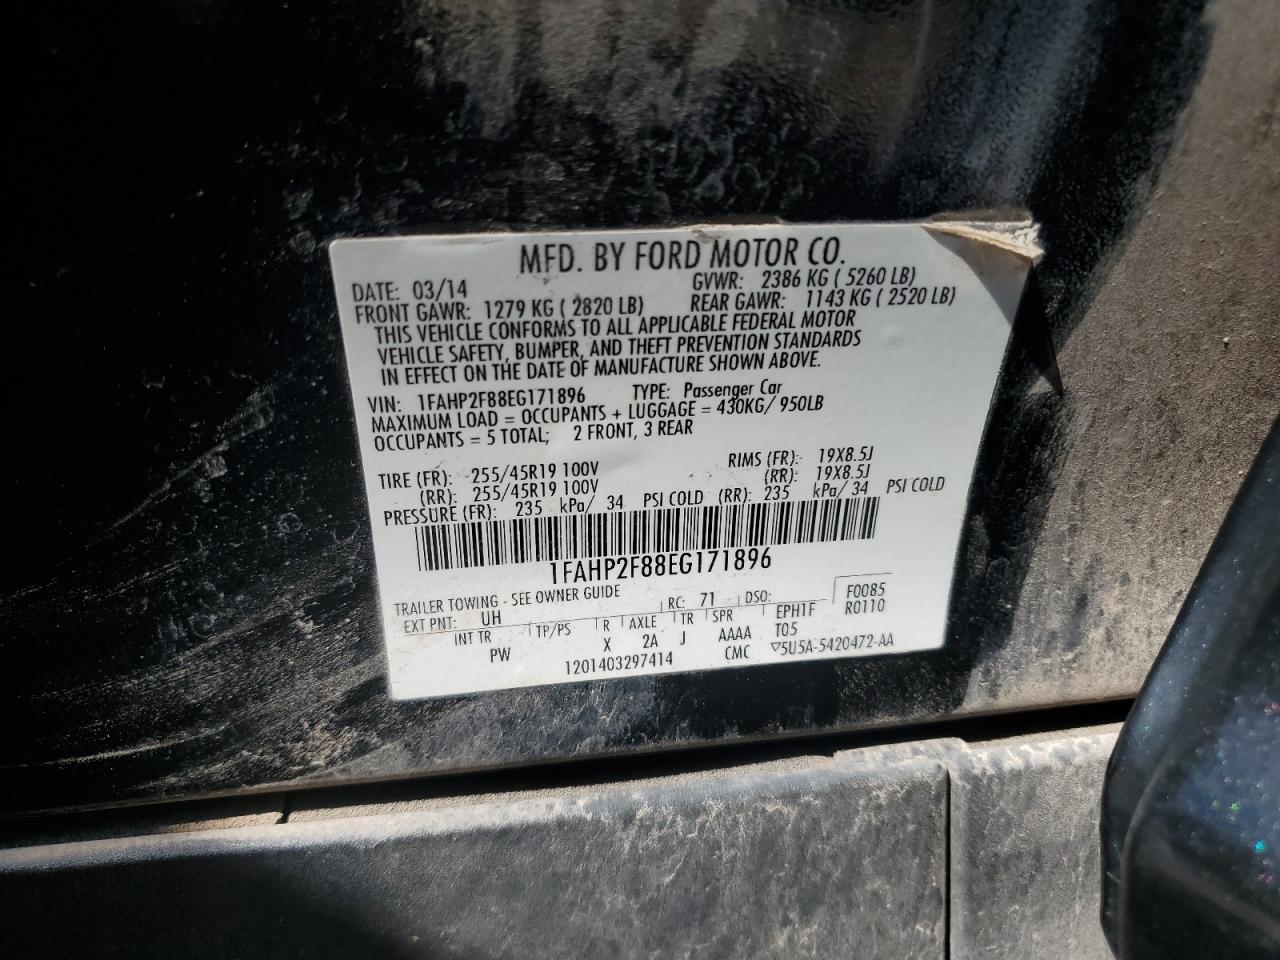 MFD. BY FORD MOTOR CO.
DATE: 03/14 GVWR: 2386 KG ( 5260 LB)
FRONT GAWR: 1279 KG ( 2820 LB) REAR GAWR: 1143 KG ( 2520 LB)
THIS VEHICLE CONFORMS TO ALL APPLICABLE FEDERAL MOTOR
VEHICLE SAFETY, BUMPER, AND THEFT PREVENTION STANDARDS
IN EFFECT ON THE DATE OF MANUFACTURE SHOWN ABOVE.
VIN: 1FAHP2F88EG171896 TYPE: Passenger Car
MAXIMUM LOAD = OCCUPANTS + LUGGAGE = 430KG/ 950LB
OCCUPANTS = 5 TOTAL; 2 FRONT, 3 REAR
TIRE (FR): 255/45R19 100V RIMS (FR): 19X8.5J
(RR): 255/45R19 100V (RR): 19X8.5J
PRESSURE (FR): 235 kPa/ 34 PSI COLD (RR): 235 kPa/ 34 PSI COLD
1FAHP2F88EG171896
TRAILER TOWING - SEE OWNER GUIDE
EXT PNT: UH RC: 71 DSO: F0085
INT TR TP/PS R AXLE TR SPR EPH1F R0110
PW X 2A J AAAA T05
1201403297414 CMC ▽5U5A-5420472-AA